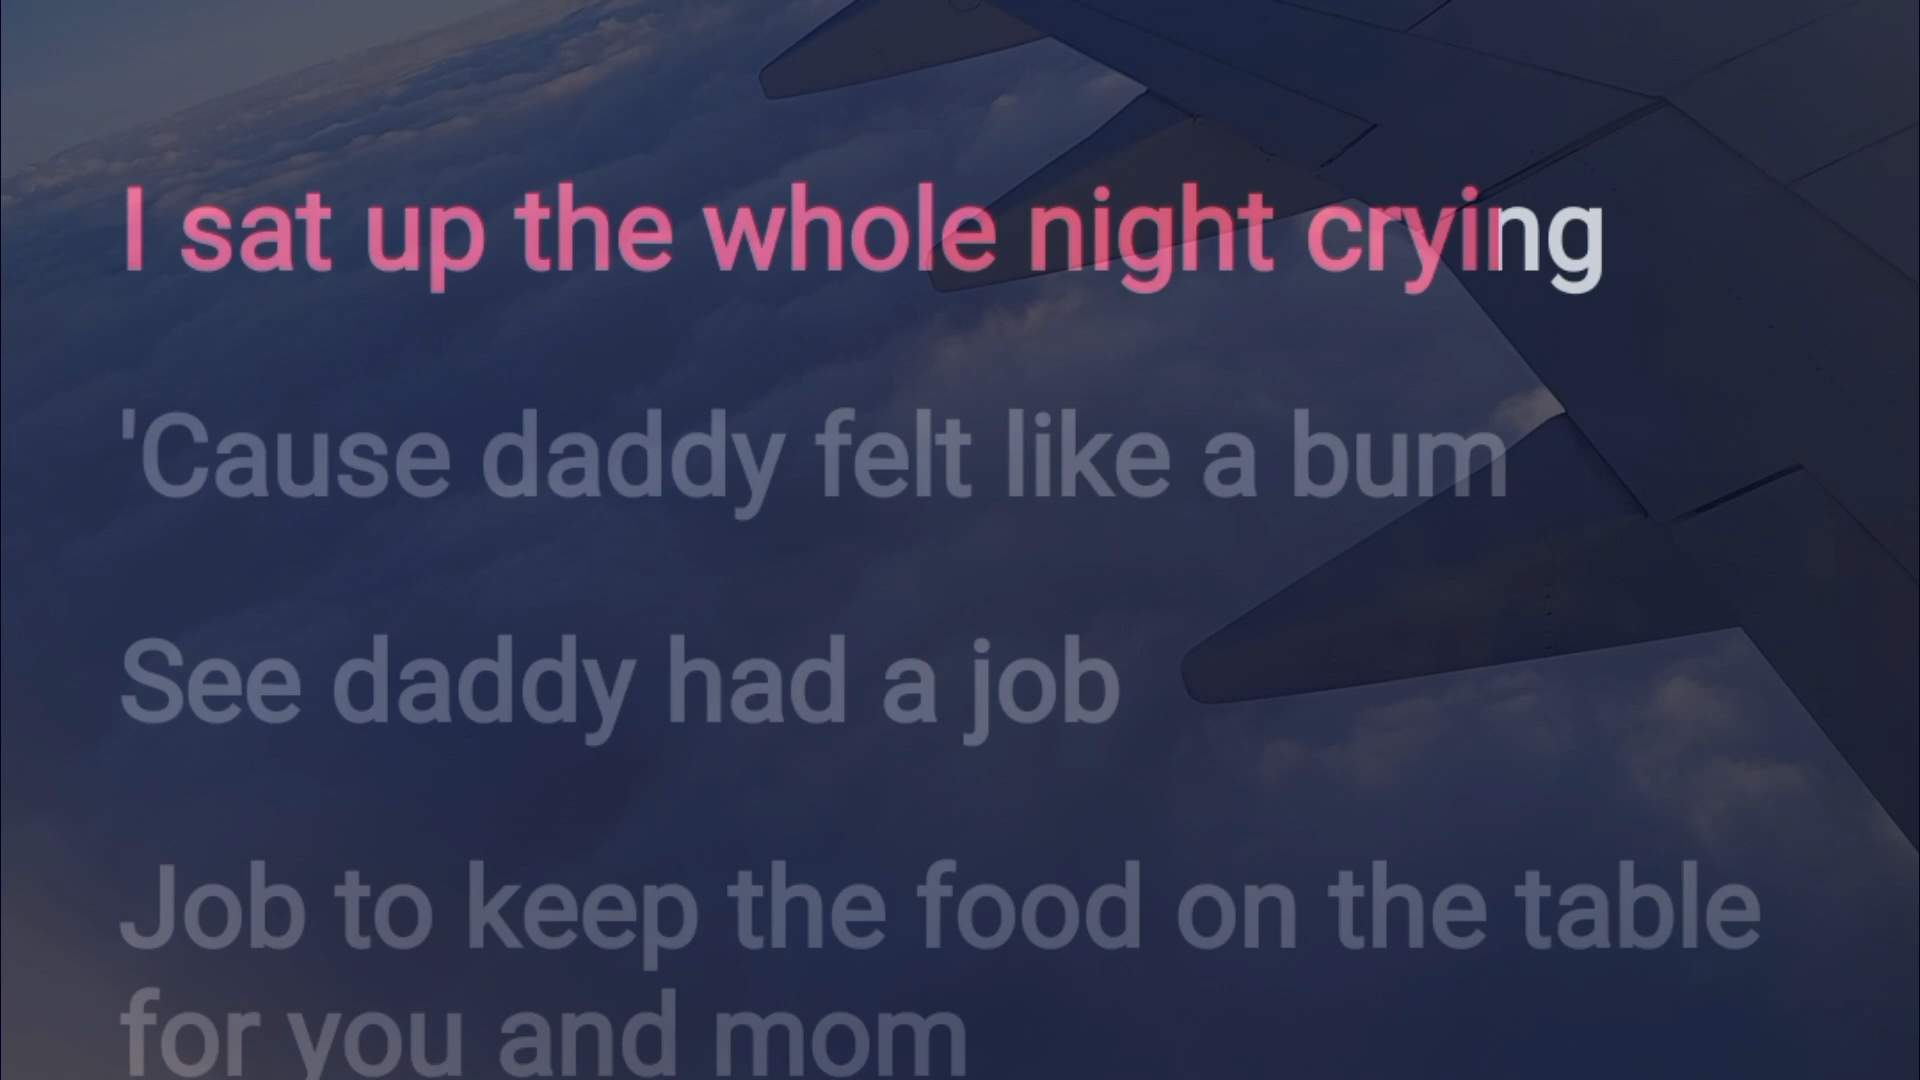 I sat up the whole night crying
'Cause daddy felt like a bum
See daddy had a job
Job to keep the food on the table
for you and mom